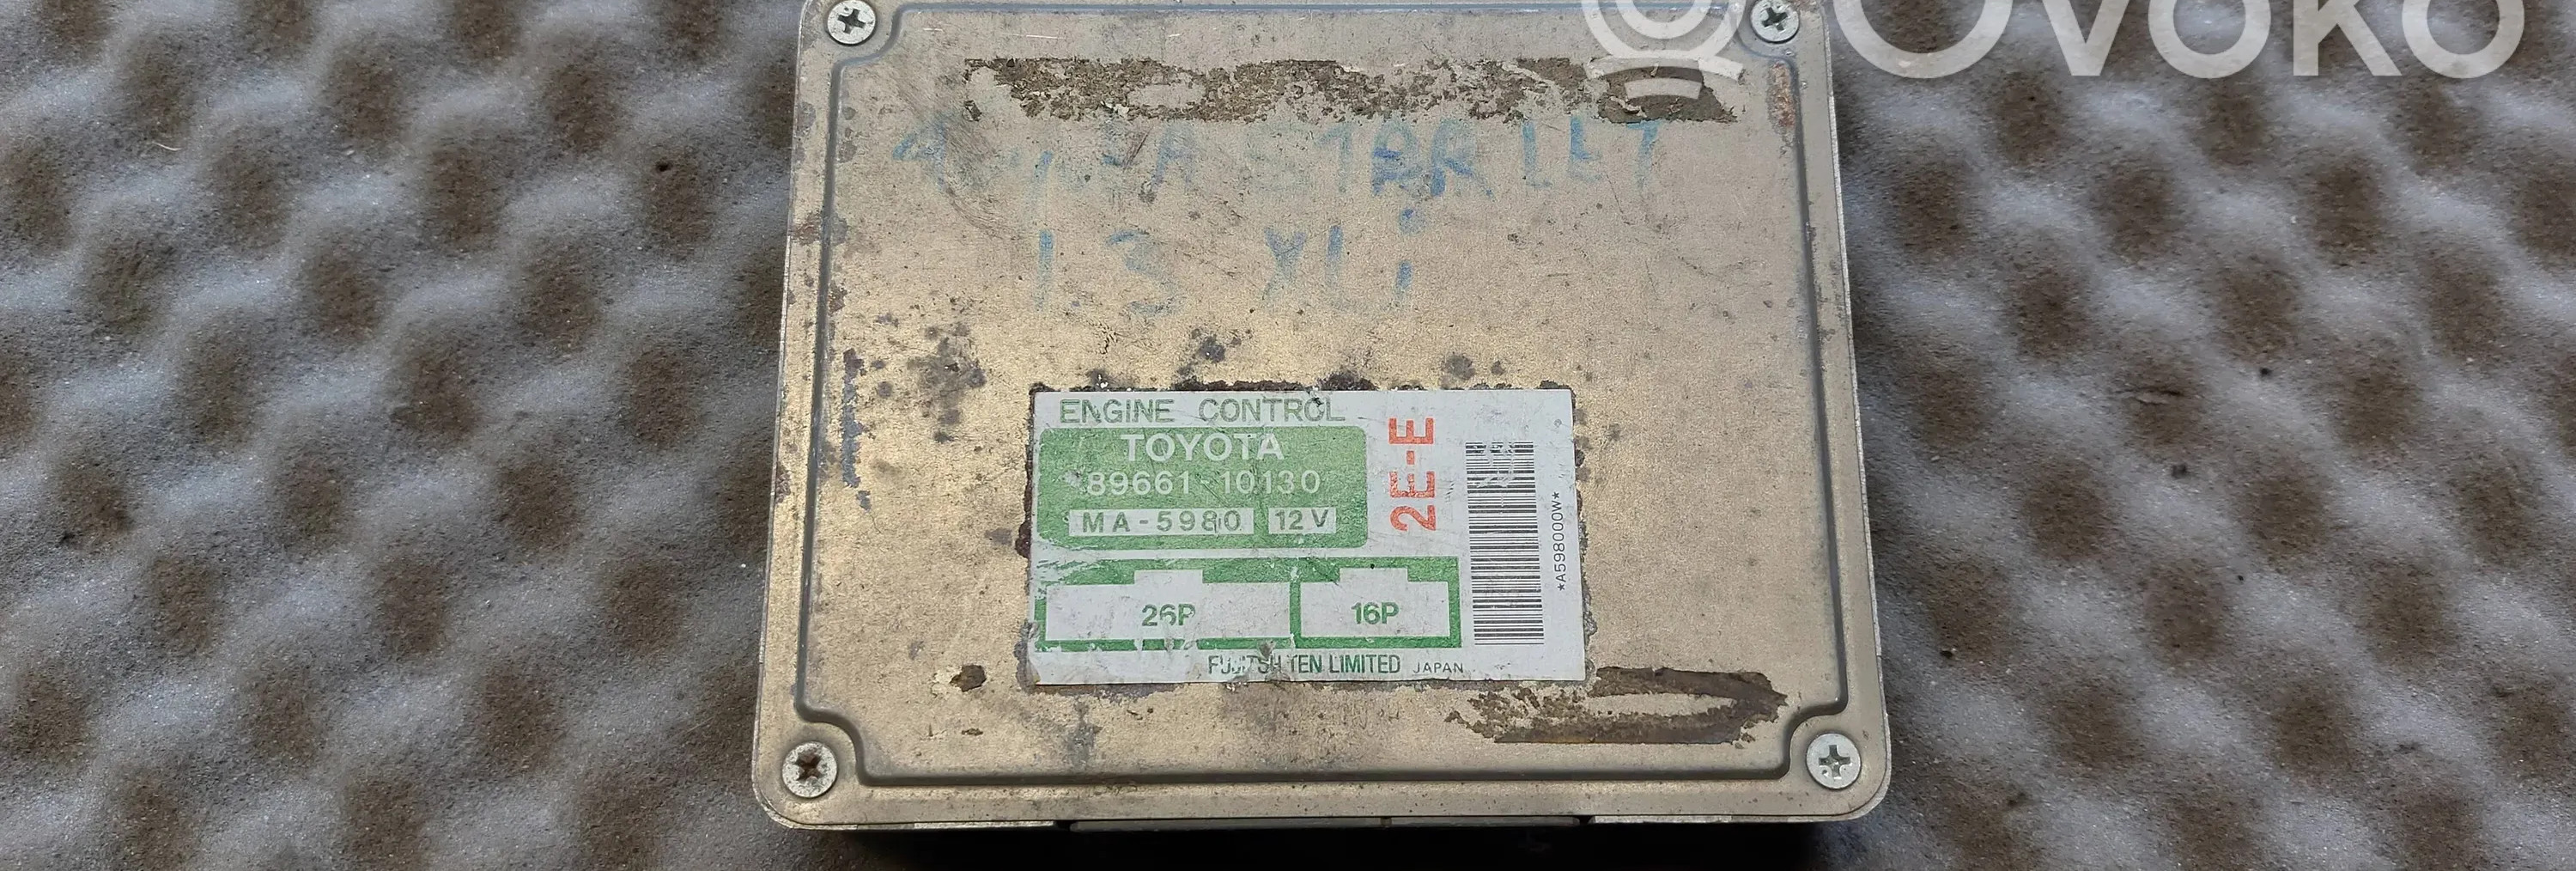 Ovoko
STARLET
1.3 XLi
ENGINE CONTROL
TOYOTA
89661-10130
MA-5980 12V
2E-E
26P 16P
*A598000W*
FUJITSU TEN LIMITED JAPAN